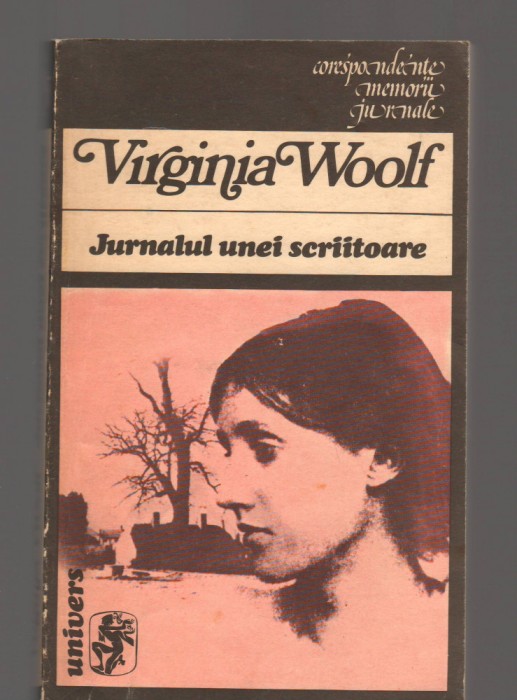 corespondențe
memorii
jurnale
Virginia Woolf
Jurnalul unei scriitoare
univers